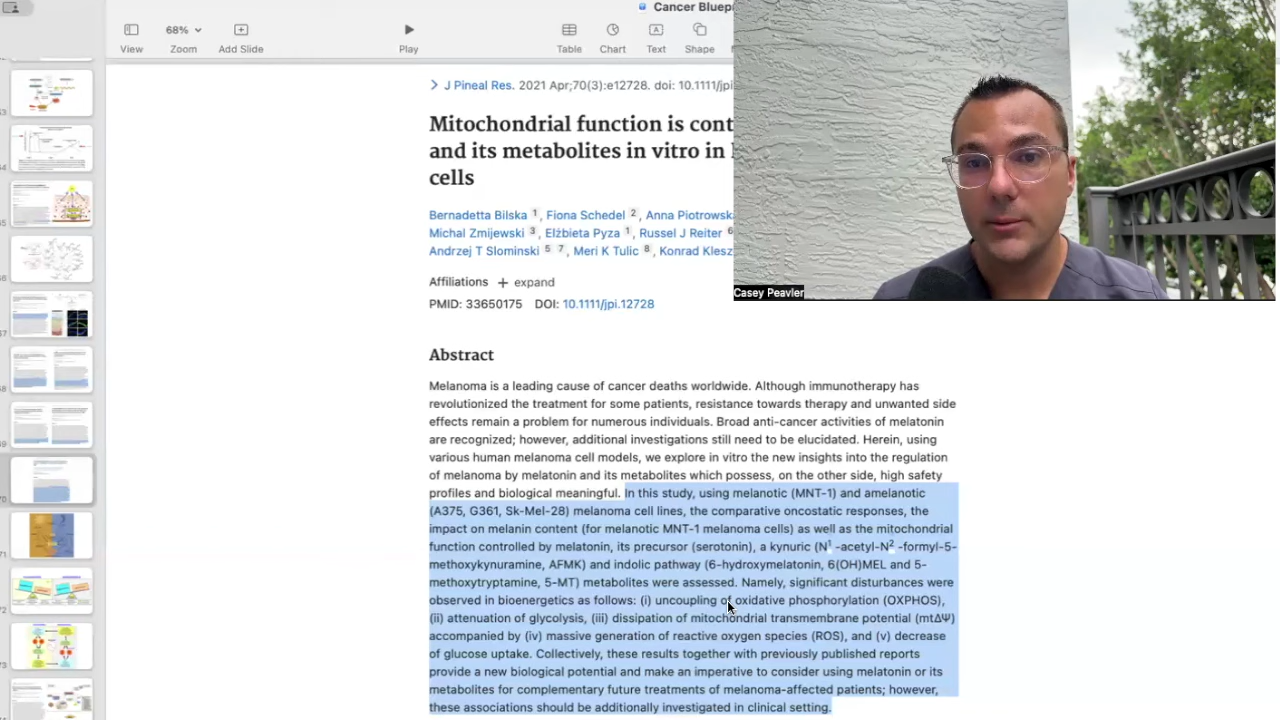 Cancer Bluep
68%
View
Zoom
Add Slide
Play
Table
Chart
Text
Shape
J Pineal Res. 2021 Apr;70(3):e12728. doi: 10.1111/jpi
Mitochondrial function is cont
and its metabolites in vitro in
cells
Bernadetta Bilska 1, Fiona Schedel 2, Anna Piotrowsk
Michal Zmijewski 3, Elżbieta Pyza 1, Russel J Reiter 6
Andrzej T Slominski 5 7, Meri K Tulic 8, Konrad Klesz
Affiliations + expand
PMID: 33650175 DOI: 10.1111/jpi.12728
Casey Peavler
Abstract
Melanoma is a leading cause of cancer deaths worldwide. Although immunotherapy has
revolutionized the treatment for some patients, resistance towards therapy and unwanted side
effects remain a problem for numerous individuals. Broad anti-cancer activities of melatonin
are recognized; however, additional investigations still need to be elucidated. Herein, using
various human melanoma cell models, we explore in vitro the new insights into the regulation
of melanoma by melatonin and its metabolites which possess, on the other side, high safety
profiles and biological meaningful. In this study, using melanotic (MNT-1) and amelanotic
(A375, G361, Sk-Mel-28) melanoma cell lines, the comparative oncostatic responses, the
impact on melanin content (for melanotic MNT-1 melanoma cells) as well as the mitochondrial
function controlled by melatonin, its precursor (serotonin), a kynuric (N1 -acetyl-N2 -formyl-5-
methoxykynuramine, AFMK) and indolic pathway (6-hydroxymelatonin, 6(OH)MEL and 5-
methoxytryptamine, 5-MT) metabolites were assessed. Namely, significant disturbances were
observed in bioenergetics as follows: (i) uncoupling of oxidative phosphorylation (OXPHOS),
(ii) attenuation of glycolysis, (iii) dissipation of mitochondrial transmembrane potential (mtΔΨ)
accompanied by (iv) massive generation of reactive oxygen species (ROS), and (v) decrease
of glucose uptake. Collectively, these results together with previously published reports
provide a new biological potential and make an imperative to consider using melatonin or its
metabolites for complementary future treatments of melanoma-affected patients; however,
these associations should be additionally investigated in clinical setting.